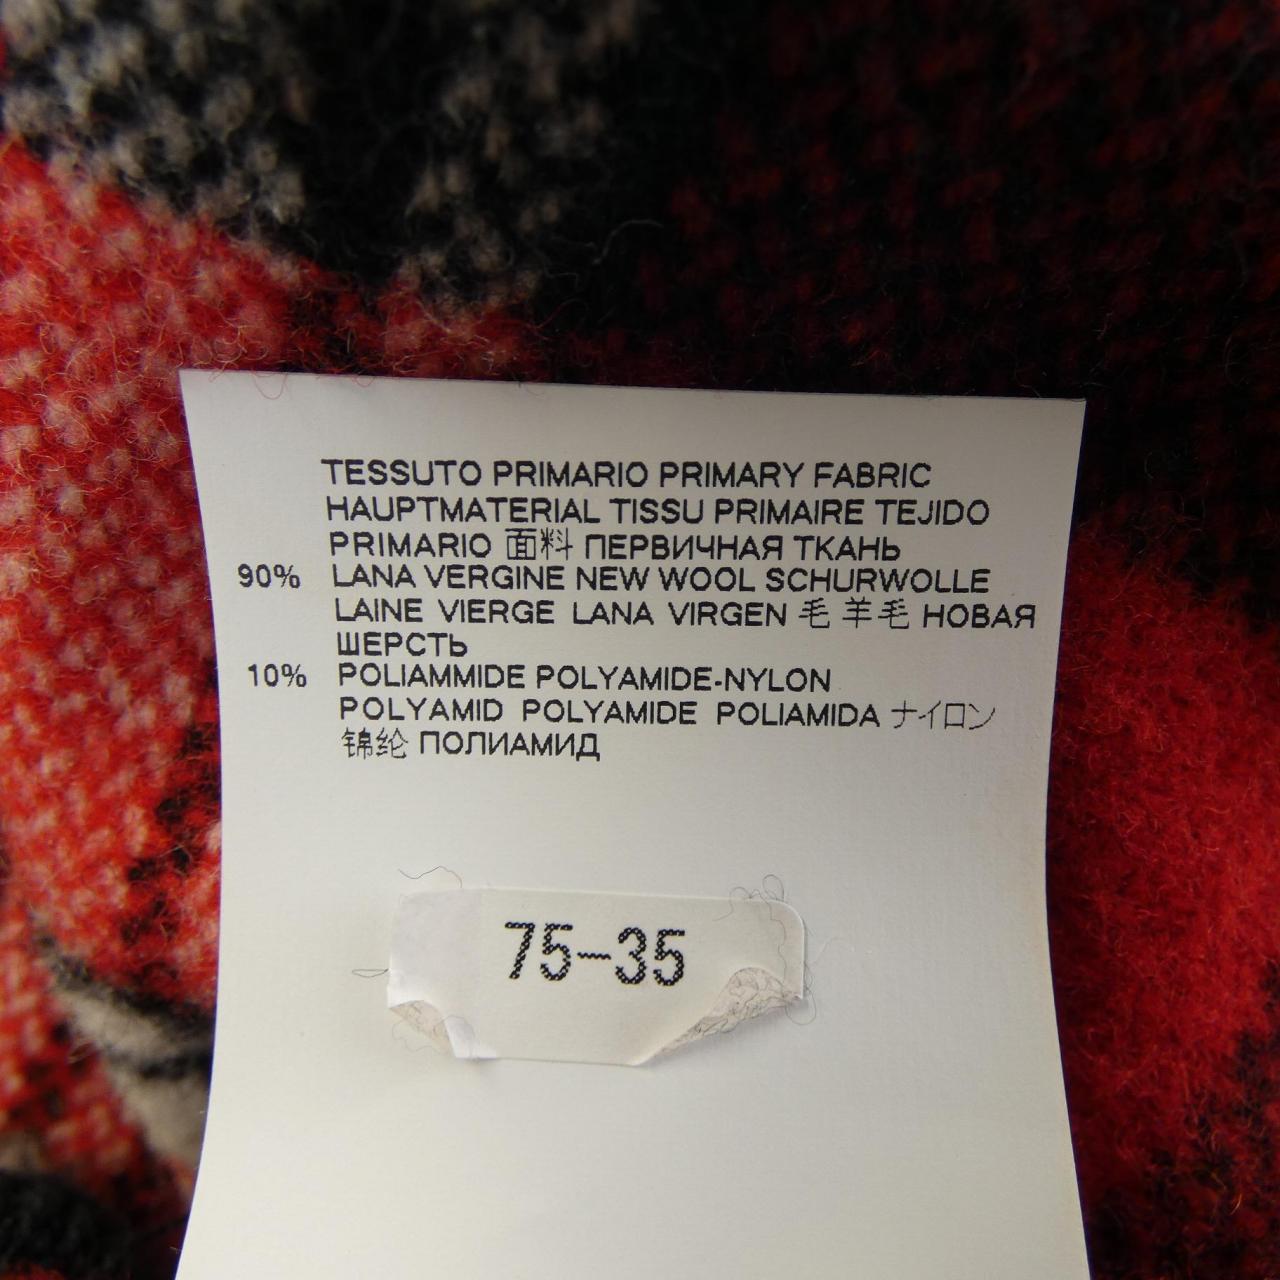 TESSUTO PRIMARIO PRIMARY FABRIC
HAUPTMATERIAL TISSU PRIMAIRE TEJIDO
PRIMARIO 面料 ПЕРВИЧНАЯ ТКАНЬ
90% LANA VERGINE NEW WOOL SCHURWOLLE
LAINE VIERGE LANA VIRGEN 毛 羊毛 НОВАЯ
ШЕРСТЬ
10% POLIAMMIDE POLYAMIDE-NYLON
POLYAMID POLYAMIDE POLIAMIDA ナイロン
锦纶 ПОЛИАМИД
75-35